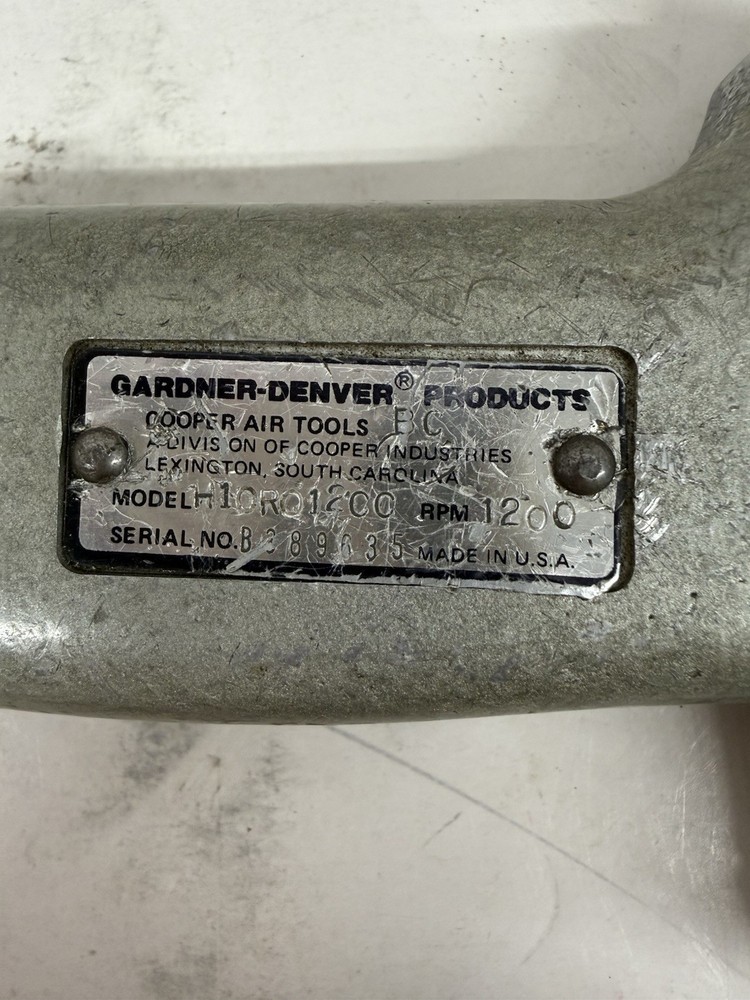 GARDNER-DENVER® PRODUCTS
COOPER AIR TOOLS BC
A DIVISION OF COOPER INDUSTRIES
LEXINGTON, SOUTH CAROLINA
MODEL H10RO1200 RPM 1200
SERIAL NO. B389635 MADE IN U.S.A.